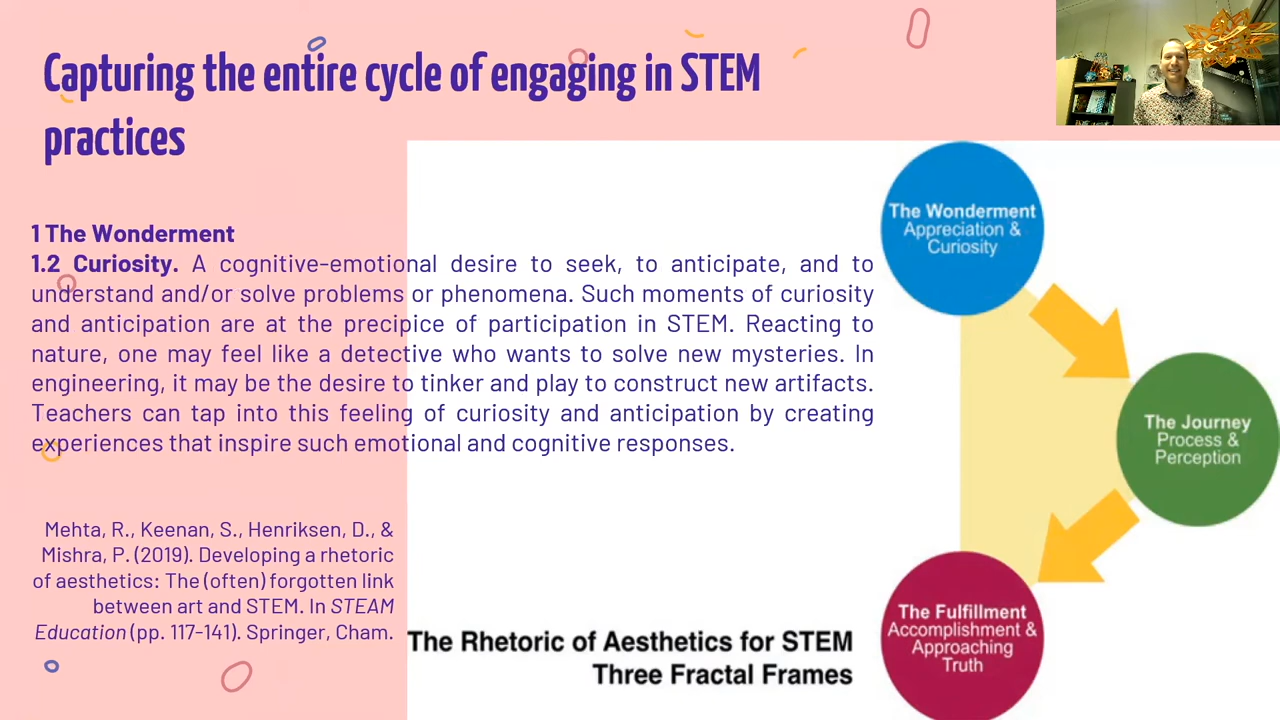 Capturing the entire cycle of engaging in STEM
practices
1 The Wonderment
1.2 Curiosity. A cognitive-emotional desire to seek, to anticipate, and to
understand and/or solve problems or phenomena. Such moments of curiosity
and anticipation are at the precipice of participation in STEM. Reacting to
nature, one may feel like a detective who wants to solve new mysteries. In
engineering, it may be the desire to tinker and play to construct new artifacts.
Teachers can tap into this feeling of curiosity and anticipation by creating
experiences that inspire such emotional and cognitive responses.
Mehta, R., Keenan, S., Henriksen, D., &
Mishra, P. (2019). Developing a rhetoric
of aesthetics: The (often) forgotten link
between art and STEM. In STEAM
Education (pp. 117-141). Springer, Cham.
The Wonderment
Appreciation &
Curiosity
The Journey
Process &
Perception
The Fulfillment
Accomplishment &
Approaching
Truth
The Rhetoric of Aesthetics for STEM
Three Fractal Frames